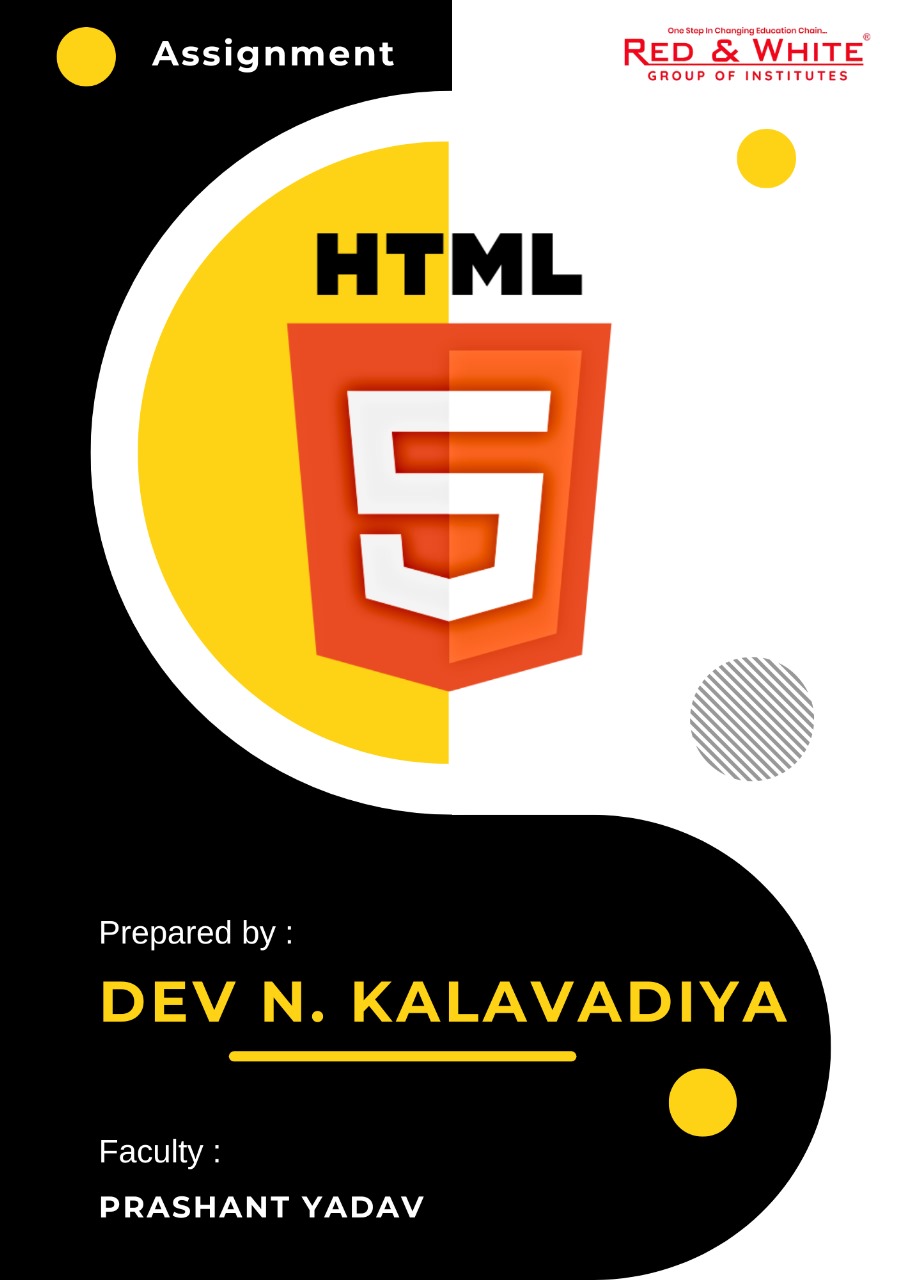 Assignment
One Step In Changing Education Chain...
RED & WHITE®
GROUP OF INSTITUTES
HTML
5
Prepared by :
DEV N. KALAVADIYA
Faculty :
PRASHANT YADAV